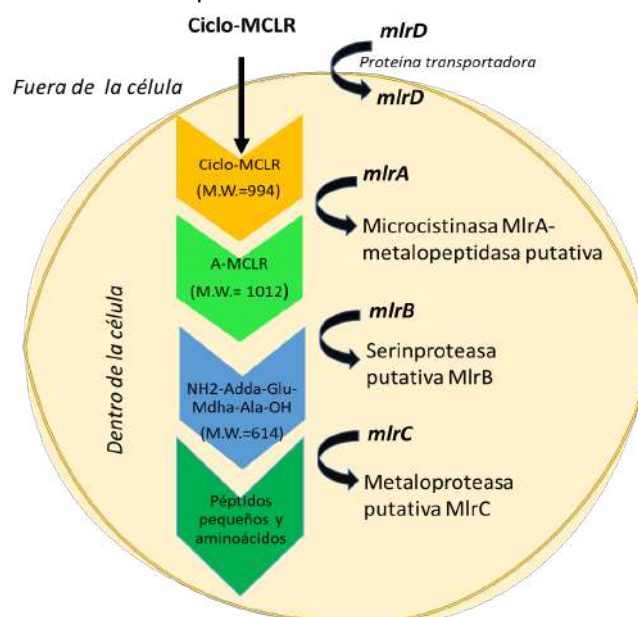 Ciclo-MCLR
mlrD
Proteína transportadora
mlrD
Fuera de la célula
Ciclo-MCLR
(M.W.=994)
mlrA
Microcistinasa MlrA-
metalopeptidasa putativa
A-MCLR
(M.W.= 1012)
mlrB
Serinproteasa
putativa MlrB
Dentro de la célula
NH2-Adda-Glu-
Mdha-Ala-OH
(M.W.=614)
mlrC
Metaloproteasa
putativa MlrC
Péptidos
pequeños y
aminoácidos